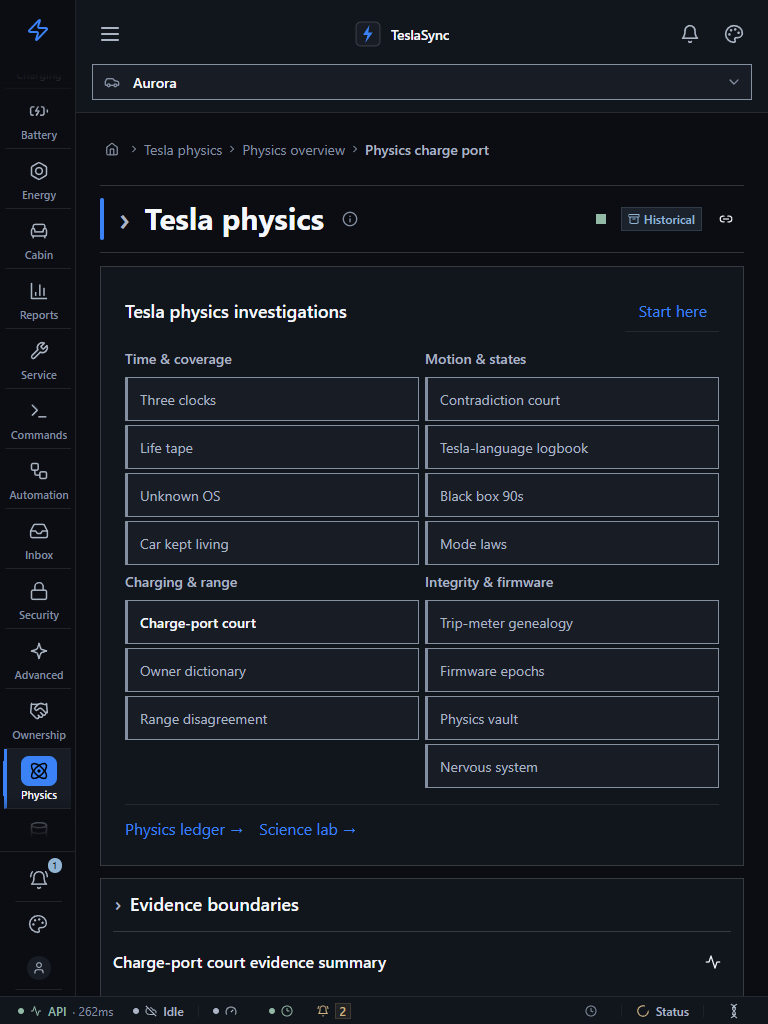 TeslaSync
Aurora
Charging
Battery
Energy
Cabin
Reports
Service
Commands
Automation
Inbox
Security
Advanced
Ownership
Physics
1
Tesla physics › Physics overview › Physics charge port
› Tesla physics
Historical
Tesla physics investigations
Start here
Time & coverage
Three clocks
Life tape
Unknown OS
Car kept living
Motion & states
Contradiction court
Tesla-language logbook
Black box 90s
Mode laws
Charging & range
Charge-port court
Owner dictionary
Range disagreement
Integrity & firmware
Trip-meter genealogy
Firmware epochs
Physics vault
Nervous system
Physics ledger → Science lab →
› Evidence boundaries
Charge-port court evidence summary
API · 262ms Idle 2 Status